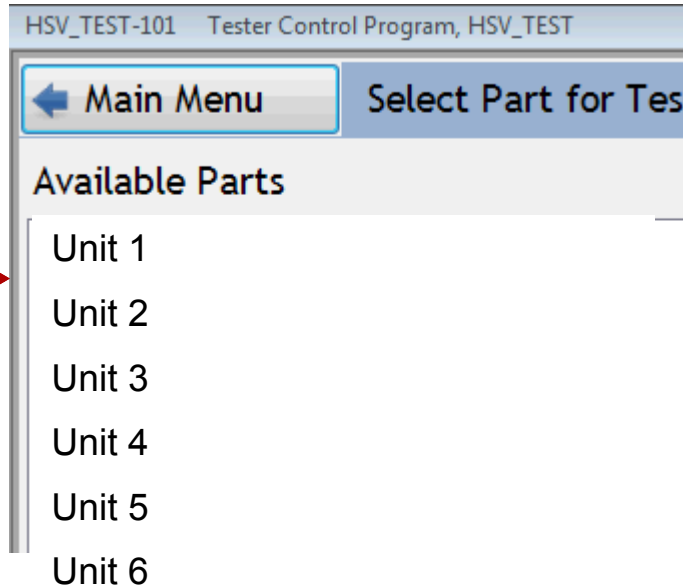 HSV_TEST-101 Tester Control Program, HSV_TEST
Main Menu Select Part for Tes
Available Parts
Unit 1
Unit 2
Unit 3
Unit 4
Unit 5
Unit 6